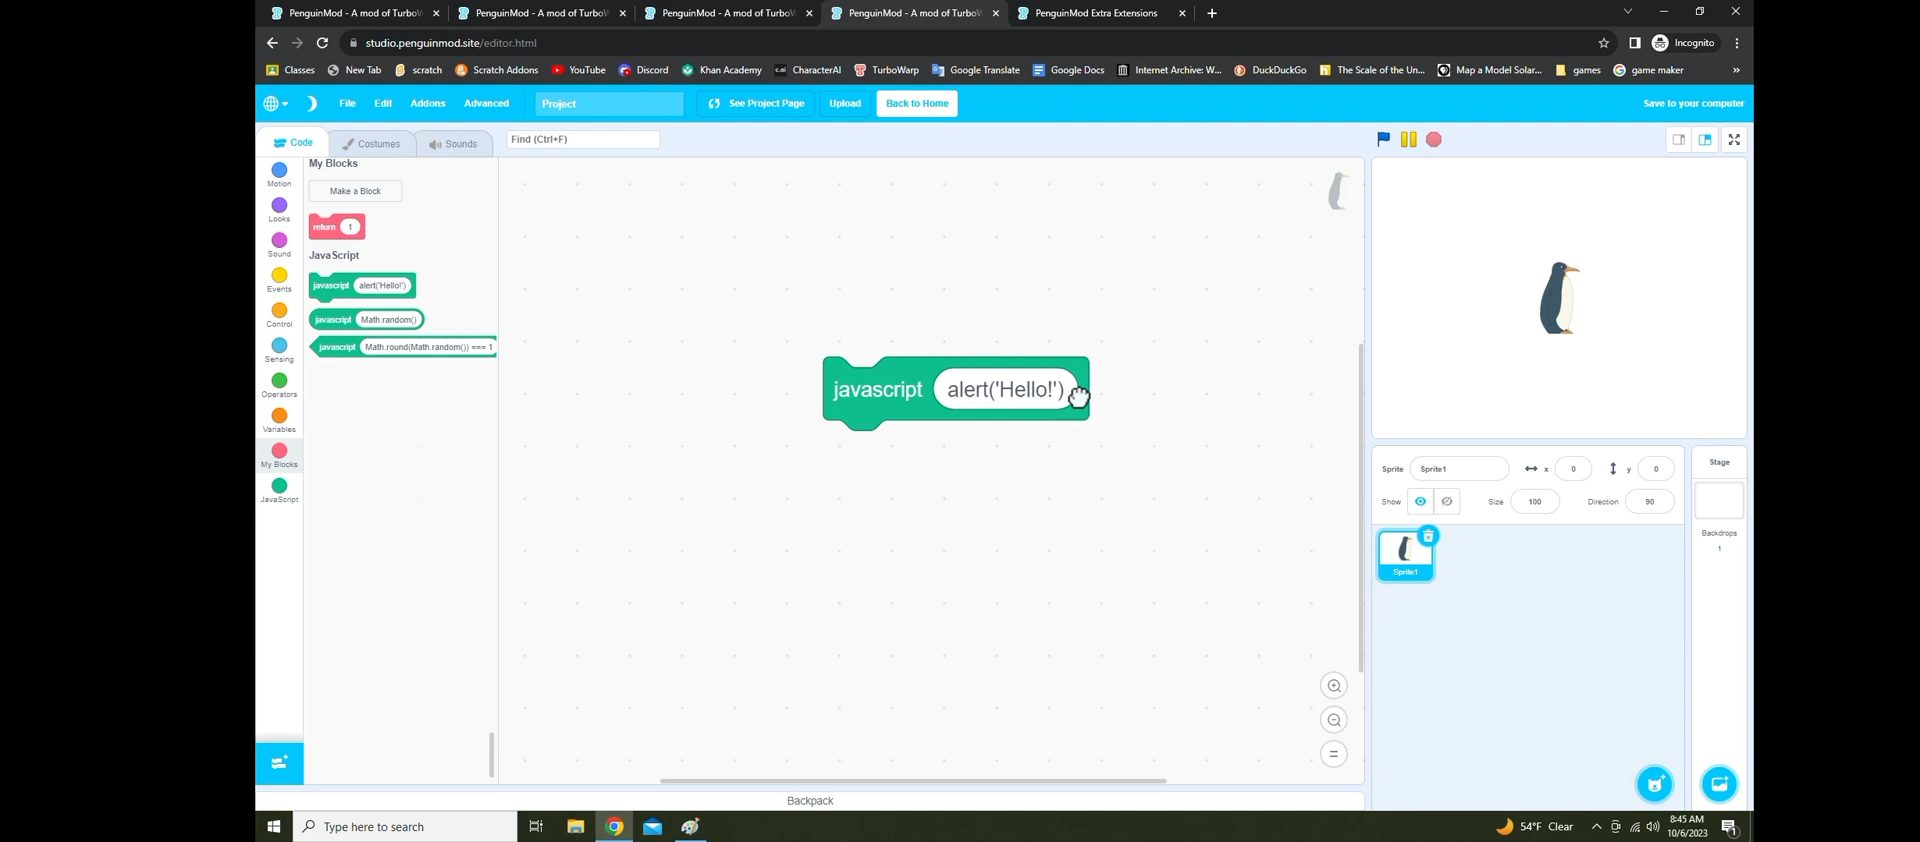 PenguinMod - A mod of TurboW
PenguinMod - A mod of TurboW
PenguinMod - A mod of TurboW
PenguinMod - A mod of TurboW
PenguinMod Extra Extensions
studio.penguinmod.site/editor.html
Incognito
Classes
New Tab
scratch
Scratch Addons
YouTube
Discord
Khan Academy
c.ai
CharacterAI
TurboWarp
Google Translate
Google Docs
Internet Archive: W...
DuckDuckGo
The Scale of the Un...
Map a Model Solar...
games
game maker
»
File
Edit
Addons
Advanced
Project
See Project Page
Upload
Back to Home
Save to your computer
Code
Costumes
Sounds
Find (Ctrl+F)
Motion
Looks
Sound
Events
Control
Sensing
Operators
Variables
My Blocks
JavaScript
My Blocks
Make a Block
return 1
JavaScript
javascript alert('Hello!')
javascript Math.random()
javascript Math.round(Math.random()) === 1
javascript alert('Hello!')
Sprite
Sprite1
x
0
y
0
Show
Size
100
Direction
90
Sprite1
Stage
Backdrops
1
Backpack
Type here to search
54°F Clear
8:45 AM
10/6/2023
1